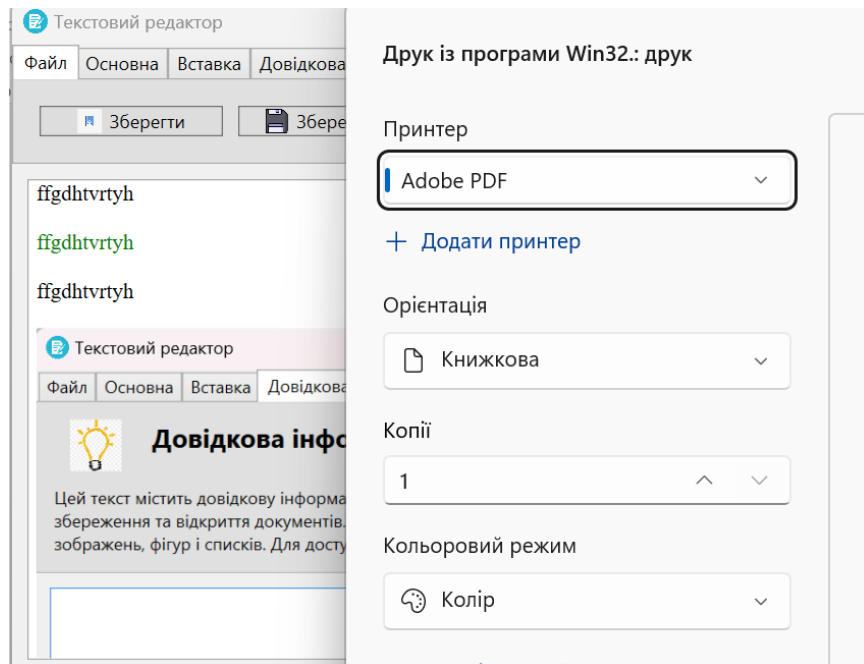 Текстовий редактор
Файл Основна Вставка Довідкова
Зберегти
ffgdhtvrtyh
ffgdhtvrtyh
ffgdhtvrtyh
Текстовий редактор
Файл Основна Вставка Довідкова
Довідкова
Цей текст містить довідкову
збереження та відкриття документів.
зображень, фігур і списків. Для
Друк із програми Win32.: друк
Принтер
Adobe PDF
Додати принтер
Орієнтація
Книжкова
Копії
1
Кольоровий режим
Колір